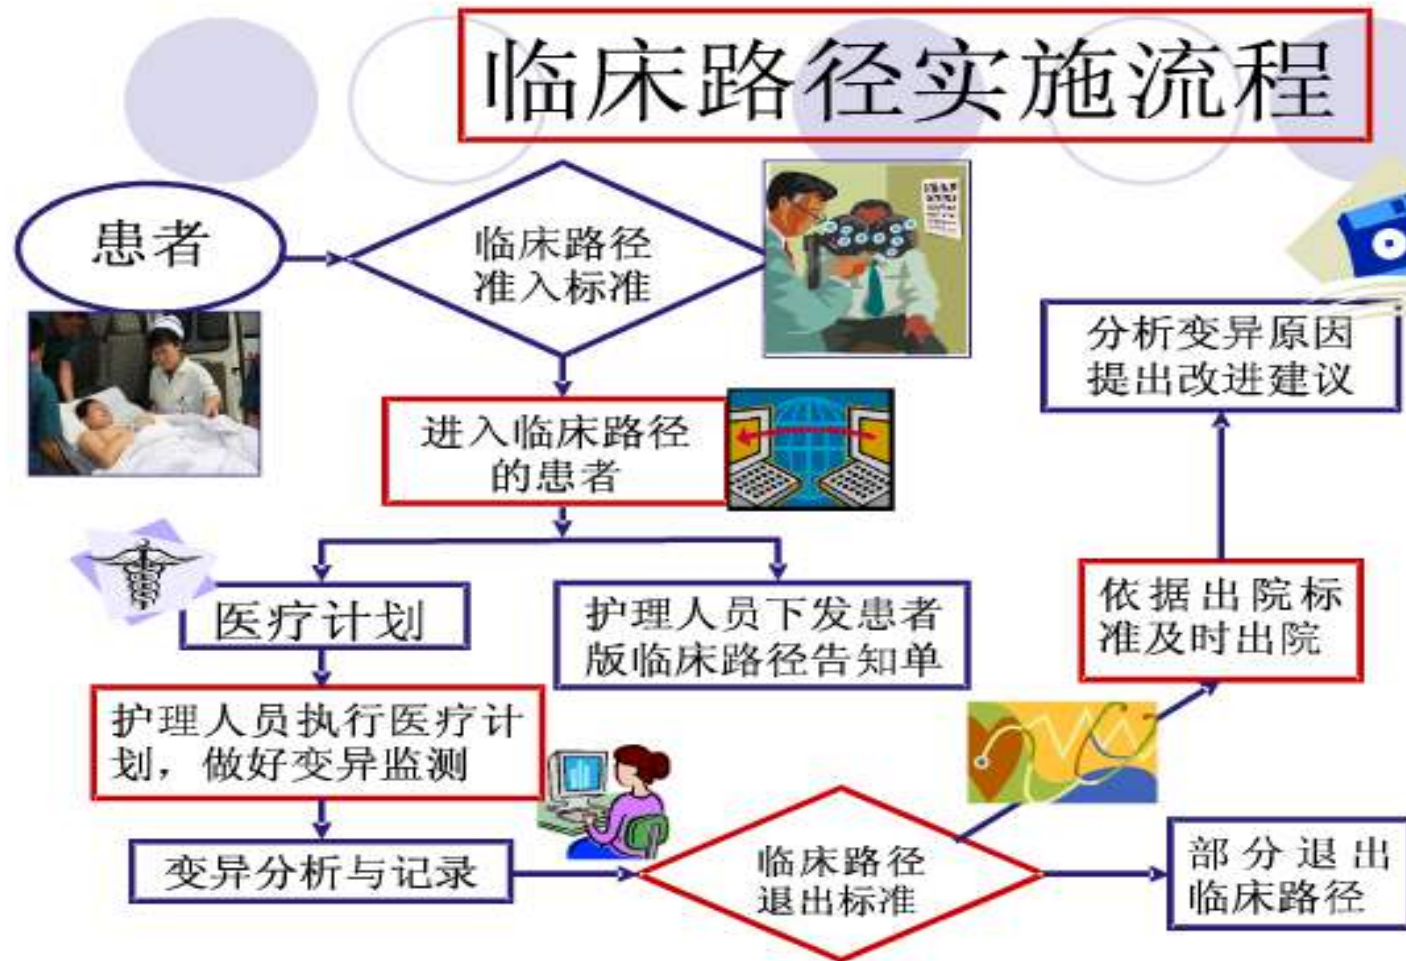 临床路径实施流程
患者
临床路径
准入标准
分析变异原因
提出改进建议
进入临床路径
的患者
医疗计划
护理人员下发患者
版临床路径告知单
依据出院标
准及时出院
护理人员执行医疗计
划，做好变异监测
变异分析与记录
临床路径
退出标准
部分退出
临床路径